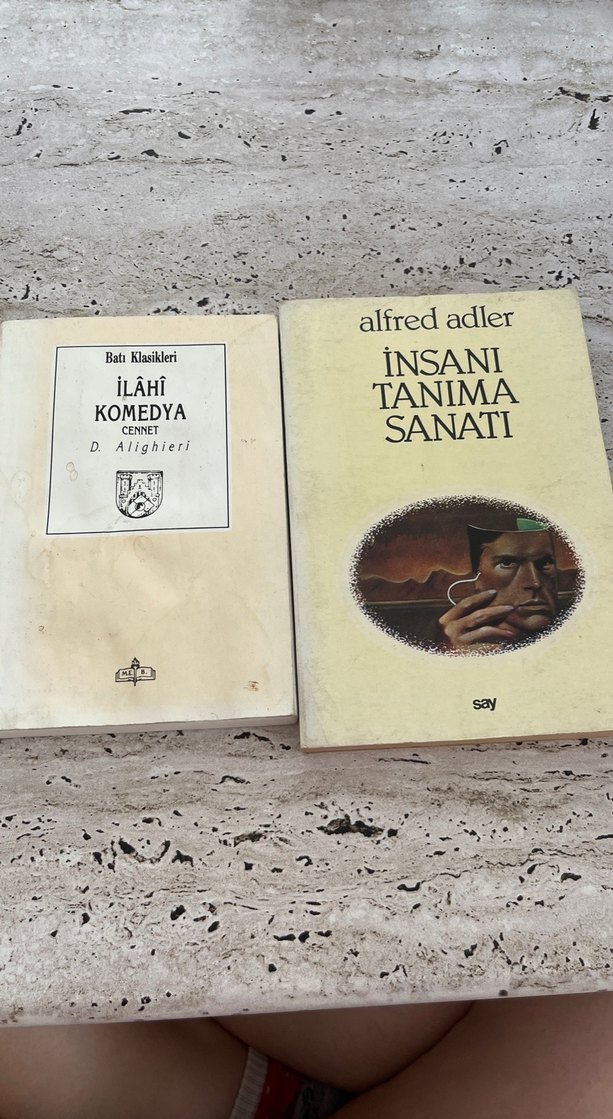 Batı Klasikleri
İLÂHÎ
KOMEDYA
CENNET
D. Alighieri
M.E. B.
alfred adler
İNSANI
TANIMA
SANATI
say